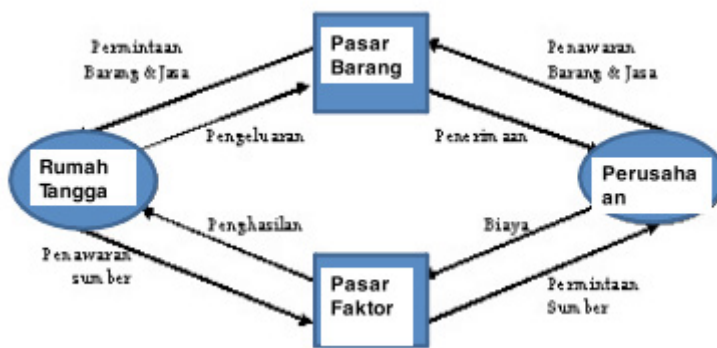 Permintaan
Barang & Jasa
Pasar
Barang
Penawaran
Barang & Jasa
Pengeluaran
Penerimaan
Rumah
Tangga
Perusaha
an
Penghasilan
Biaya
Penawaran
sumber
Pasar
Faktor
Permintaan
Sumber